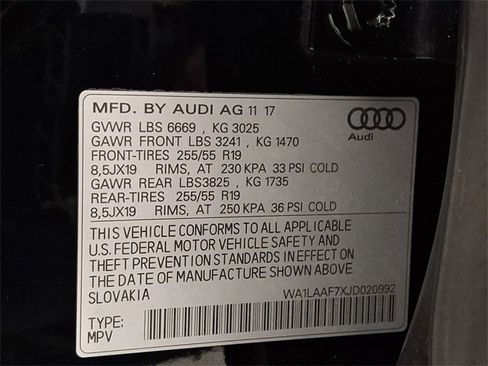 MFD. BY AUDI AG 11 17
Audi
GVWR LBS 6669 , KG 3025
GAWR FRONT LBS 3241 , KG 1470
FRONT-TIRES 255/55 R19
8,5JX19 RIMS, AT 230 KPA 33 PSI COLD
GAWR REAR LBS3825 , KG 1735
REAR-TIRES 255/55 R19
8,5JX19 RIMS, AT 250 KPA 36 PSI COLD
THIS VEHICLE CONFORMS TO ALL APPLICABLE
U.S. FEDERAL MOTOR VEHICLE SAFETY AND
THEFT PREVENTION STANDARDS IN EFFECT ON
THE DATE OF MANUFACTURE SHOWN ABOVE.
SLOVAKIA WA1LAAF7XJD020992
TYPE:
MPV